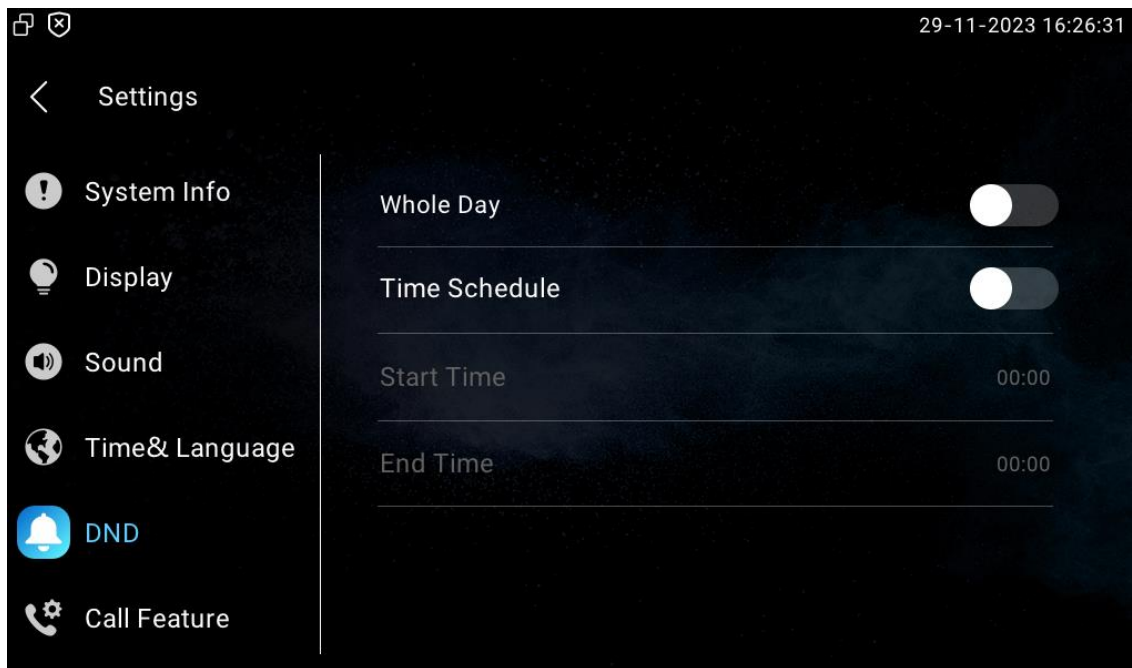 29-11-2023 16:26:31
Settings
System Info
Display
Sound
Time& Language
DND
Call Feature
Whole Day
Time Schedule
Start Time 00:00
End Time 00:00